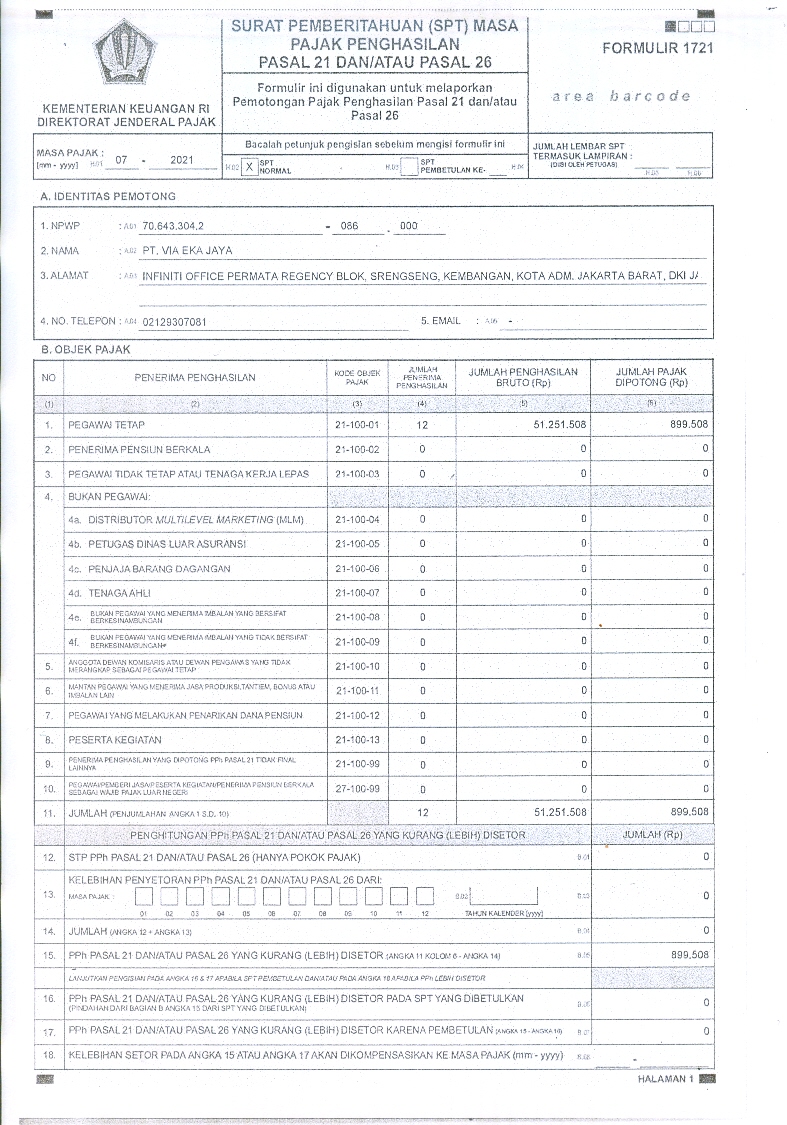 SURAT PEMBERITAHUAN (SPT) MASA
PAJAK PENGHASILAN
PASAL 21 DAN/ATAU PASAL 26
FORMULIR 1721
Formulir ini digunakan untuk melaporkan
Pemotongan Pajak Penghasilan Pasal 21 dan/atau
Pasal 26
area barcode
KEMENTERIAN KEUANGAN RI
DIREKTORAT JENDERAL PAJAK
MASA PAJAK :
[mm - yyyy] H.01 07 - 2021
Bacalah petunjuk pengisian sebelum mengisi formulir ini
H.02 X SPT NORMAL H.03 SPT PEMBETULAN KE- H.04
JUMLAH LEMBAR SPT
TERMASUK LAMPIRAN :
(DIISI OLEH PETUGAS) H.05 H.06
A. IDENTITAS PEMOTONG
1. NPWP : A.01 70.643.304.2 - 086 . 000
2. NAMA : A.02 PT. VIA EKA JAYA
3. ALAMAT : A.03 INFINITI OFFICE PERMATA REGENCY BLOK, SRENGSENG, KEMBANGAN, KOTA ADM. JAKARTA BARAT, DKI JA
4. NO. TELEPON : A.04 02129307081 5. EMAIL : A.05 -
B. OBJEK PAJAK
NO PENERIMA PENGHASILAN KODE OBJEK PAJAK JUMLAH PENERIMA PENGHASILAN JUMLAH PENGHASILAN BRUTO (Rp) JUMLAH PAJAK DIPOTONG (Rp)
(1) (2) (3) (4) (5) (6)
1. PEGAWAI TETAP 21-100-01 12 51.251.508 899.508
2. PENERIMA PENSIUN BERKALA 21-100-02 0 0 0
3. PEGAWAI TIDAK TETAP ATAU TENAGA KERJA LEPAS 21-100-03 0 0 0
4. BUKAN PEGAWAI:
4a. DISTRIBUTOR MULTILEVEL MARKETING (MLM) 21-100-04 0 0 0
4b. PETUGAS DINAS LUAR ASURANSI 21-100-05 0 0 0
4c. PENJAJA BARANG DAGANGAN 21-100-06 0 0 0
4d. TENAGA AHLI 21-100-07 0 0 0
4e. BUKAN PEGAWAI YANG MENERIMA IMBALAN YANG BERSIFAT BERKESINAMBUNGAN 21-100-08 0 0 0
4f. BUKAN PEGAWAI YANG MENERIMA IMBALAN YANG TIDAK BERSIFAT BERKESINAMBUNGAN 21-100-09 0 0 0
5. ANGGOTA DEWAN KOMISARIS ATAU DEWAN PENGAWAS YANG TIDAK MERANGKAP SEBAGAI PEGAWAI TETAP 21-100-10 0 0 0
6. MANTAN PEGAWAI YANG MENERIMA JASA PRODUKSI, TANTIEM, BONUS ATAU IMBALAN LAIN 21-100-11 0 0 0
7. PEGAWAI YANG MELAKUKAN PENARIKAN DANA PENSIUN 21-100-12 0 0 0
8. PESERTA KEGIATAN 21-100-13 0 0 0
9. PENERIMA PENGHASILAN YANG DIPOTONG PPh PASAL 21 TIDAK FINAL LAINNYA 21-100-99 0 0 0
10. PEGAWAI/PEMBERI JASA/PESERTA KEGIATAN/PENERIMA PENSIUN BERKALA SEBAGAI WAJIB PAJAK LUAR NEGERI 27-100-99 0 0 0
11. JUMLAH (PENJUMLAHAN ANGKA 1 S.D. 10) 12 51.251.508 899.508
PENGHITUNGAN PPh PASAL 21 DAN/ATAU PASAL 26 YANG KURANG (LEBIH) DISETOR JUMLAH (Rp)
12. STP PPh PASAL 21 DAN/ATAU PASAL 26 (HANYA POKOK PAJAK) B.01 0
13. KELEBIHAN PENYETORAN PPh PASAL 21 DAN/ATAU PASAL 26 DARI:
MASA PAJAK : B.02 B.03 0
01 02 03 04 05 06 07 08 09 10 11 12 TAHUN KALENDER [yyyy]
14. JUMLAH (ANGKA 12 + ANGKA 13) B.04 0
15. PPh PASAL 21 DAN/ATAU PASAL 26 YANG KURANG (LEBIH) DISETOR (ANGKA 11 KOLOM 6 - ANGKA 14) B.05 899,508
LANJUTKAN PENGISIAN PADA ANGKA 16 & 17 APABILA SPT PEMBETULAN DAN/ATAU PADA ANGKA 18 APABILA PPh LEBIH DISETOR
16. PPh PASAL 21 DAN/ATAU PASAL 26 YANG KURANG (LEBIH) DISETOR PADA SPT YANG DIBETULKAN B.06 0
(PINDAHAN DARI BAGIAN B ANGKA 15 DARI SPT YANG DIBETULKAN)
17. PPh PASAL 21 DAN/ATAU PASAL 26 YANG KURANG (LEBIH) DISETOR KARENA PEMBETULAN (ANGKA 15 - ANGKA 16) B.07 0
18. KELEBIHAN SETOR PADA ANGKA 15 ATAU ANGKA 17 AKAN DIKOMPENSASIKAN KE MASA PAJAK (mm - yyyy) B.08 -
HALAMAN 1